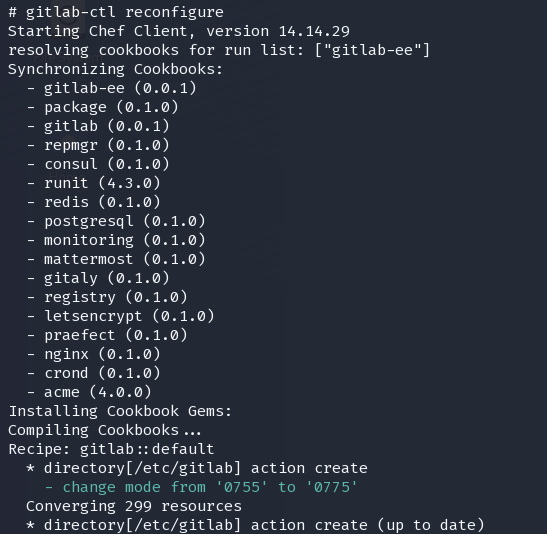 # gitlab-ctl reconfigure
Starting Chef Client, version 14.14.29
resolving cookbooks for run list: ["gitlab-ee"]
Synchronizing Cookbooks:
  - gitlab-ee (0.0.1)
  - package (0.1.0)
  - gitlab (0.0.1)
  - repmgr (0.1.0)
  - consul (0.1.0)
  - runit (4.3.0)
  - redis (0.1.0)
  - postgresql (0.1.0)
  - monitoring (0.1.0)
  - mattermost (0.1.0)
  - gitaly (0.1.0)
  - registry (0.1.0)
  - letsencrypt (0.1.0)
  - praefect (0.1.0)
  - nginx (0.1.0)
  - crond (0.1.0)
  - acme (4.0.0)
Installing Cookbook Gems:
Compiling Cookbooks...
Recipe: gitlab::default
  * directory[/etc/gitlab] action create
    - change mode from '0755' to '0775'
  Converging 299 resources
  * directory[/etc/gitlab] action create (up to date)